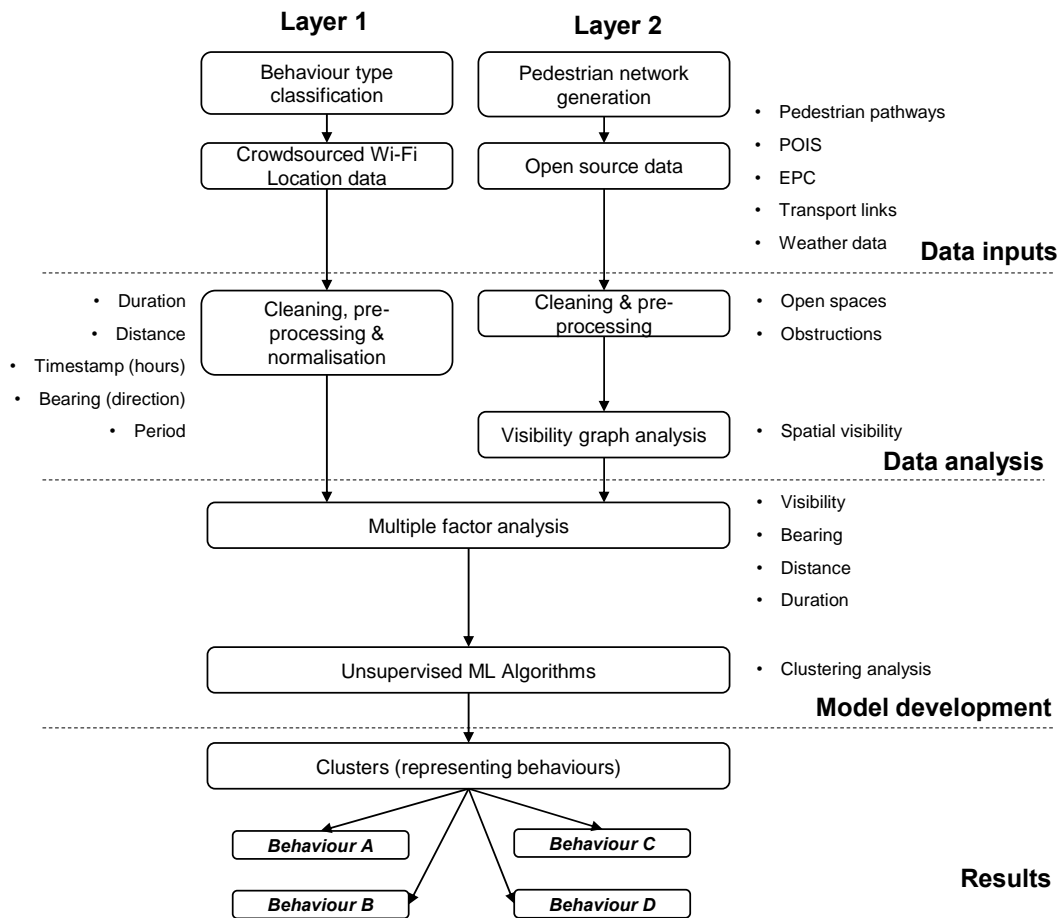 Layer 1
Layer 2
Behaviour type
classification
Pedestrian network
generation
• Pedestrian pathways
• POIS
• EPC
• Transport links
• Weather data
Crowdsourced Wi-Fi
Location data
Open source data
Data inputs
• Duration
• Distance
• Timestamp (hours)
• Bearing (direction)
• Period
Cleaning, pre-
processing &
normalisation
Cleaning & pre-
processing
• Open spaces
• Obstructions
Visibility graph analysis
• Spatial visibility
Data analysis
Multiple factor analysis
• Visibility
• Bearing
• Distance
• Duration
Unsupervised ML Algorithms
• Clustering analysis
Model development
Clusters (representing behaviours)
Behaviour A
Behaviour C
Behaviour B
Behaviour D
Results